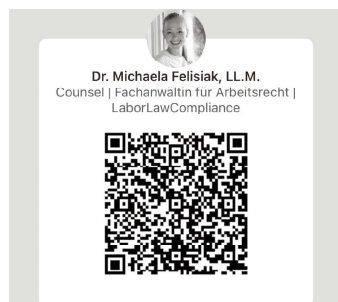 Dr. Michaela Felisiak, LL.M.
Counsel | Fachanwältin für Arbeitsrecht |
LaborLawCompliance